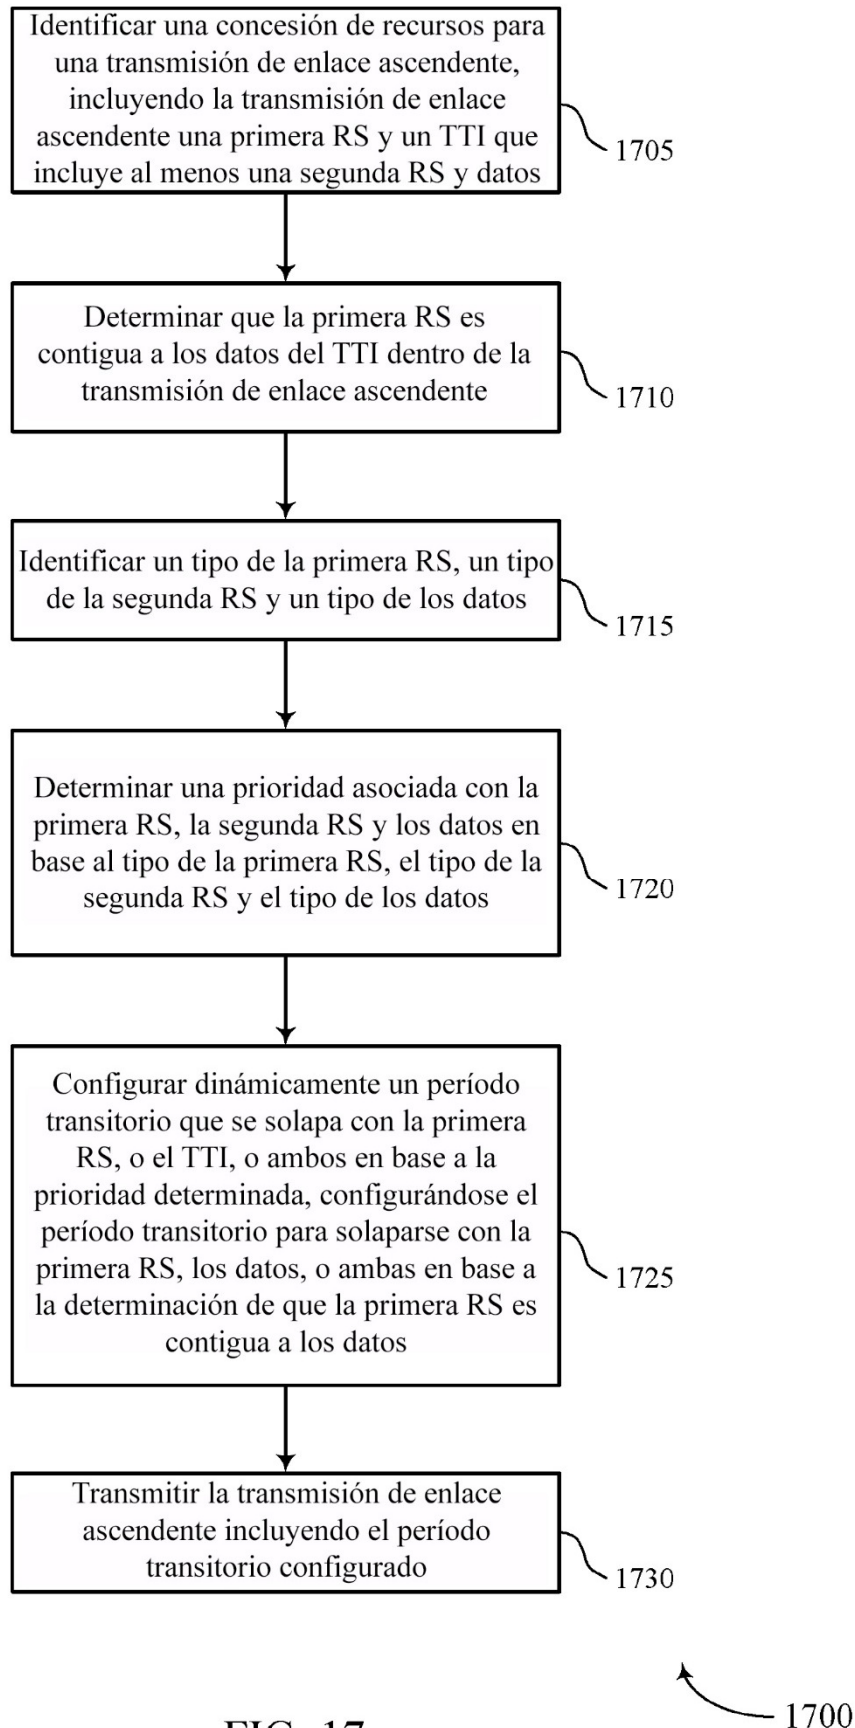 Identificar una concesión de recursos para
una transmisión de enlace ascendente,
incluyendo la transmisión de enlace
ascendente una primera RS y un TTI que
incluye al menos una segunda RS y datos
1705
Determinar que la primera RS es
contigua a los datos del TTI dentro de la
transmisión de enlace ascendente
1710
Identificar un tipo de la primera RS, un tipo
de la segunda RS y un tipo de los datos
1715
Determinar una prioridad asociada con la
primera RS, la segunda RS y los datos en
base al tipo de la primera RS, el tipo de la
segunda RS y el tipo de los datos
1720
Configurar dinámicamente un período
transitorio que se solapa con la primera
RS, o el TTI, o ambos en base a la
prioridad determinada, configurándose el
período transitorio para solaparse con la
primera RS, los datos, o ambas en base a
la determinación de que la primera RS es
contigua a los datos
1725
Transmitir la transmisión de enlace
ascendente incluyendo el período
transitorio configurado
1730
1700
FIG. 17